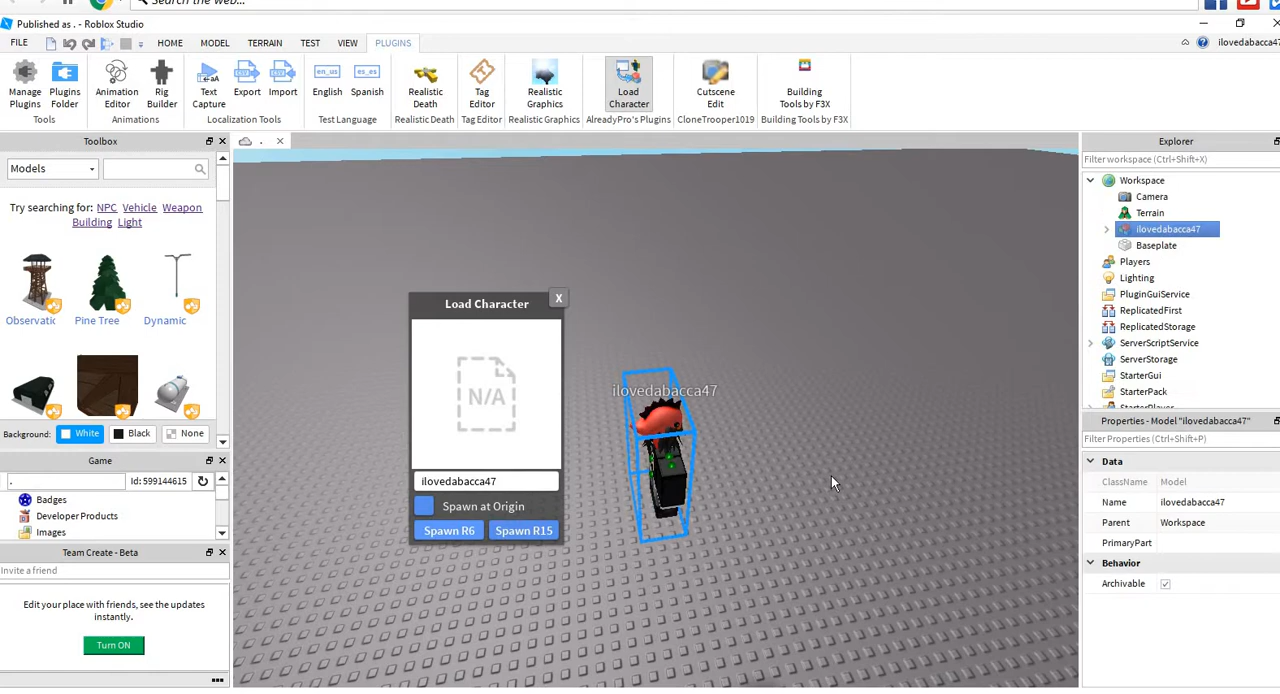 Search the web...
Published as . - Roblox Studio
FILE HOME MODEL TERRAIN TEST VIEW PLUGINS ilovedabacca47
Manage Plugins
Plugins Folder
Tools
Animation Editor
Rig Builder
Animations
Text Capture
Export
Import
Localization Tools
en_us
English
es_es
Spanish
Test Language
Realistic Death
Realistic Death
Tag Editor
Tag Editor
Realistic Graphics
Realistic Graphics
Load Character
AlreadyPro's Plugins
Cutscene Edit
CloneTrooper1019
Building Tools by F3X
Building Tools by F3X
Toolbox
Models
Try searching for: NPC Vehicle Weapon
Building Light
Observatic Pine Tree Dynamic
Background: White Black None
Game
. Id: 599144615
Badges
Developer Products
Images
Team Create - Beta
Invite a friend
Edit your place with friends, see the updates
instantly.
Turn ON
.
Load Character
X
N/A
ilovedabacca47
Spawn at Origin
Spawn R6 Spawn R15
ilovedabacca47
Explorer
Filter workspace (Ctrl+Shift+X)
Workspace
Camera
Terrain
ilovedabacca47
Baseplate
Players
Lighting
PluginGuiService
ReplicatedFirst
ReplicatedStorage
ServerScriptService
ServerStorage
StarterGui
StarterPack
StarterPlayer
Properties - Model "ilovedabacca47"
Filter Properties (Ctrl+Shift+P)
Data
ClassName Model
Name ilovedabacca47
Parent Workspace
PrimaryPart
Behavior
Archivable